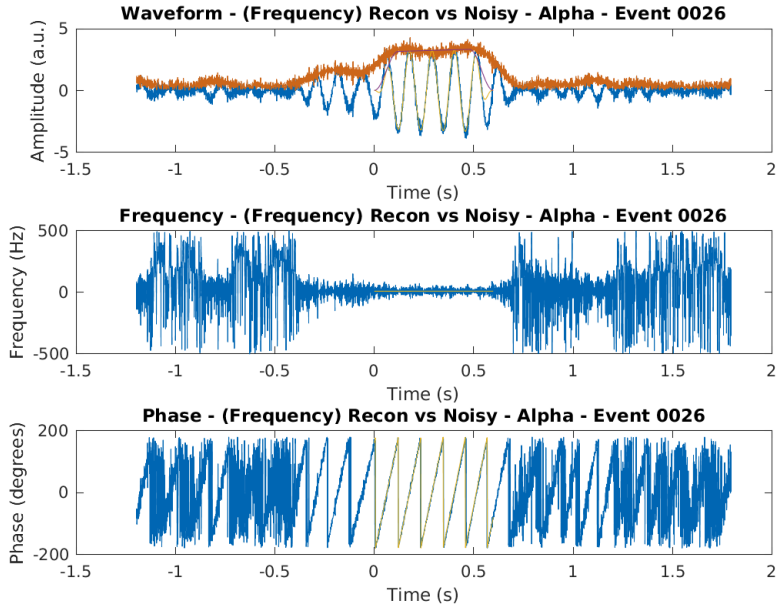 Waveform - (Frequency) Recon vs Noisy - Alpha - Event 0026
Amplitude (a.u.)
5
0
-5
-1.5 -1 -0.5 0 0.5 1 1.5 2
Time (s)
Frequency - (Frequency) Recon vs Noisy - Alpha - Event 0026
Frequency (Hz)
500
0
-500
-1.5 -1 -0.5 0 0.5 1 1.5 2
Time (s)
Phase - (Frequency) Recon vs Noisy - Alpha - Event 0026
Phase (degrees)
200
0
-200
-1.5 -1 -0.5 0 0.5 1 1.5 2
Time (s)